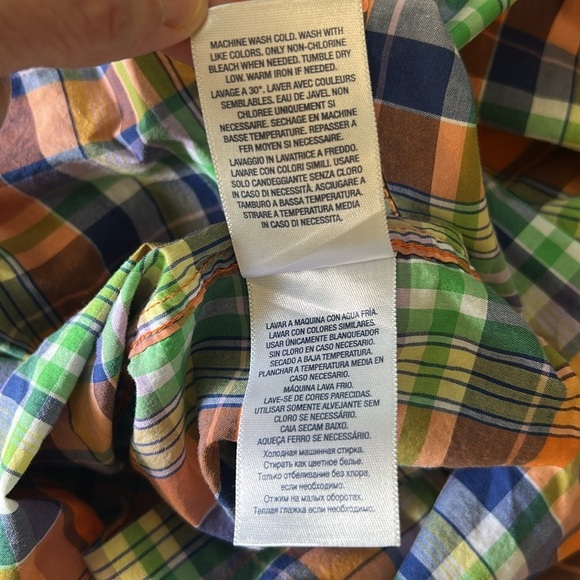 MACHINE WASH COLD. WASH WITH
LIKE COLORS. ONLY NON-CHLORINE
BLEACH WHEN NEEDED. TUMBLE DRY
LOW. WARM IRON IF NEEDED.
LAVAGE A 30°. LAVER AVEC COULEURS
SEMBLABLES. EAU DE JAVEL NON
CHLOREE UNIQUEMENT SI
NECESSAIRE. SECHAGE EN MACHINE
BASSE TEMPERATURE. REPASSER A
FER MOYEN SI NECESSAIRE.
LAVAGGIO IN LAVATRICE A FREDDO.
LAVARE CON COLORI SIMILI. USARE
SOLO CANDEGGIANTE SENZA CLORO
IN CASO DI NECESSITÀ. ASCIUGARE A
TAMBURO A BASSA TEMPERATURA.
STIRARE A TEMPERATURA MEDIA
IN CASO DI NECESSITA.
LAVAR A MAQUINA CON AGUA FRÍA.
LAVAR CON COLORES SIMILARES.
USAR ÚNICAMENTE BLANQUEADOR
SIN CLORO EN CASO NECESARIO.
SECADO A BAJA TEMPERATURA.
PLANCHAR A TEMPERATURA MEDIA EN
CASO NECESARIO.
MÁQUINA LAVA FRIO.
LAVE-SE DE CORES PARECIDAS.
UTILISAR SOMENTE ALVEJANTE SEM
CLORO SE NECESSÁRIO.
CAIA SECAM BAIXO.
AQUEÇA FERRO SE NECESSÁRIO.
Холодная машинная стирка.
Стирать как цветное белье.
Только отбеливание без хлора,
если необходимо.
Отжим на малых оборотах.
Теплая глажка если необходимо.